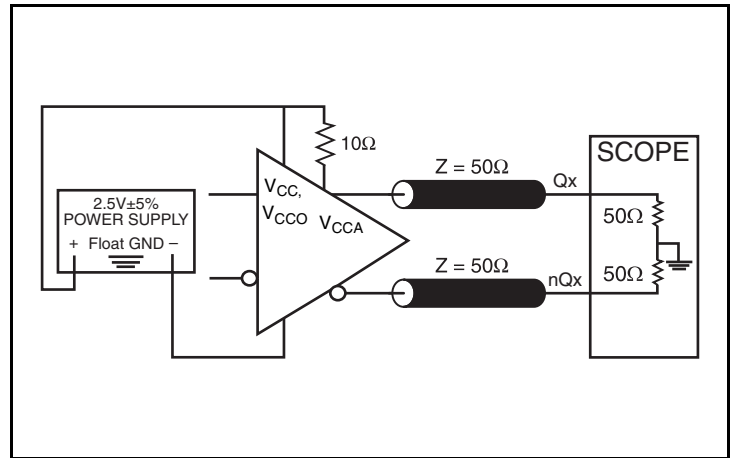 2.5V±5%
POWER SUPPLY
+ Float GND –
10Ω
VCC,
VCCO
VCCA
Z = 50Ω
Qx
Z = 50Ω
nQx
SCOPE
50Ω
50Ω